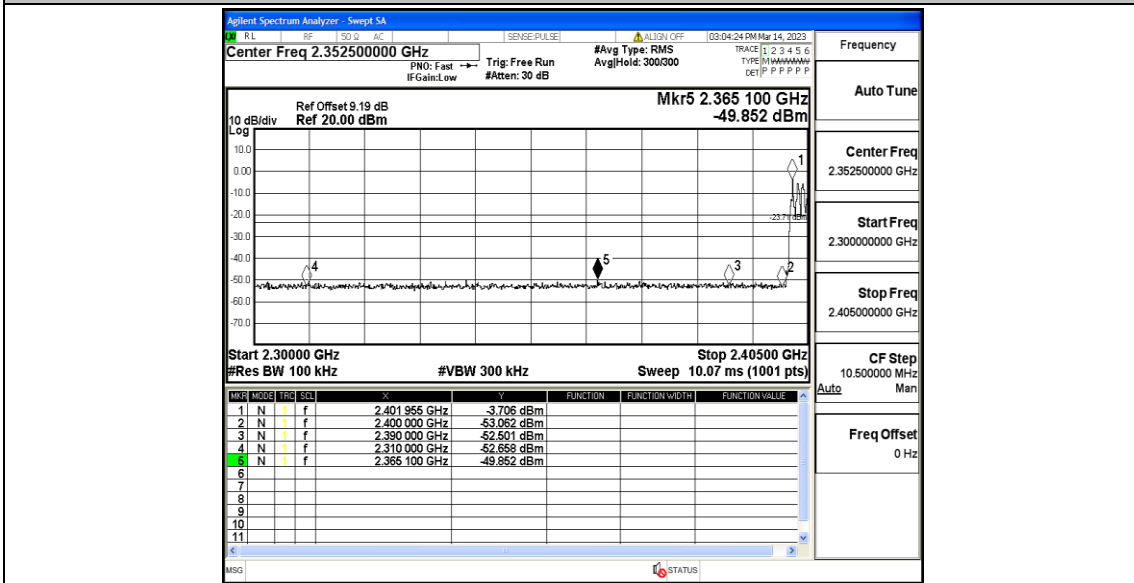 Agilent Spectrum Analyzer - Swept SA
RL RF 50 Ω AC SENSE:PULSE ALIGN OFF 03:04:24 PM Mar 14, 2023
Center Freq 2.352500000 GHz
PNO: Fast
IFGain:Low
Trig: Free Run
#Atten: 30 dB
#Avg Type: RMS
Avg|Hold: 300/300
TRACE 1 2 3 4 5 6
TYPE M
DET P P P P P P
Mkr5 2.365 100 GHz
-49.852 dBm
Ref Offset 9.19 dB
10 dB/div Ref 20.00 dBm
Log
10.0
0.00
-10.0
-20.0
-30.0
-40.0
-50.0
-60.0
-70.0
1
2
3
4
5
Start 2.30000 GHz Stop 2.40500 GHz
#Res BW 100 kHz #VBW 300 kHz Sweep 10.07 ms (1001 pts)
MKR MODE TRC SCL X Y FUNCTION FUNCTION WIDTH FUNCTION VALUE
1 N 1 f 2.401 955 GHz -3.706 dBm
2 N 1 f 2.400 000 GHz -53.062 dBm
3 N 1 f 2.390 000 GHz -52.501 dBm
4 N 1 f 2.310 000 GHz -52.658 dBm
5 N 1 f 2.365 100 GHz -49.852 dBm
6
7
8
9
10
11
MSG STATUS
Frequency
Auto Tune
Center Freq
2.352500000 GHz
Start Freq
2.300000000 GHz
Stop Freq
2.405000000 GHz
CF Step
10.500000 MHz
Auto Man
Freq Offset
0 Hz